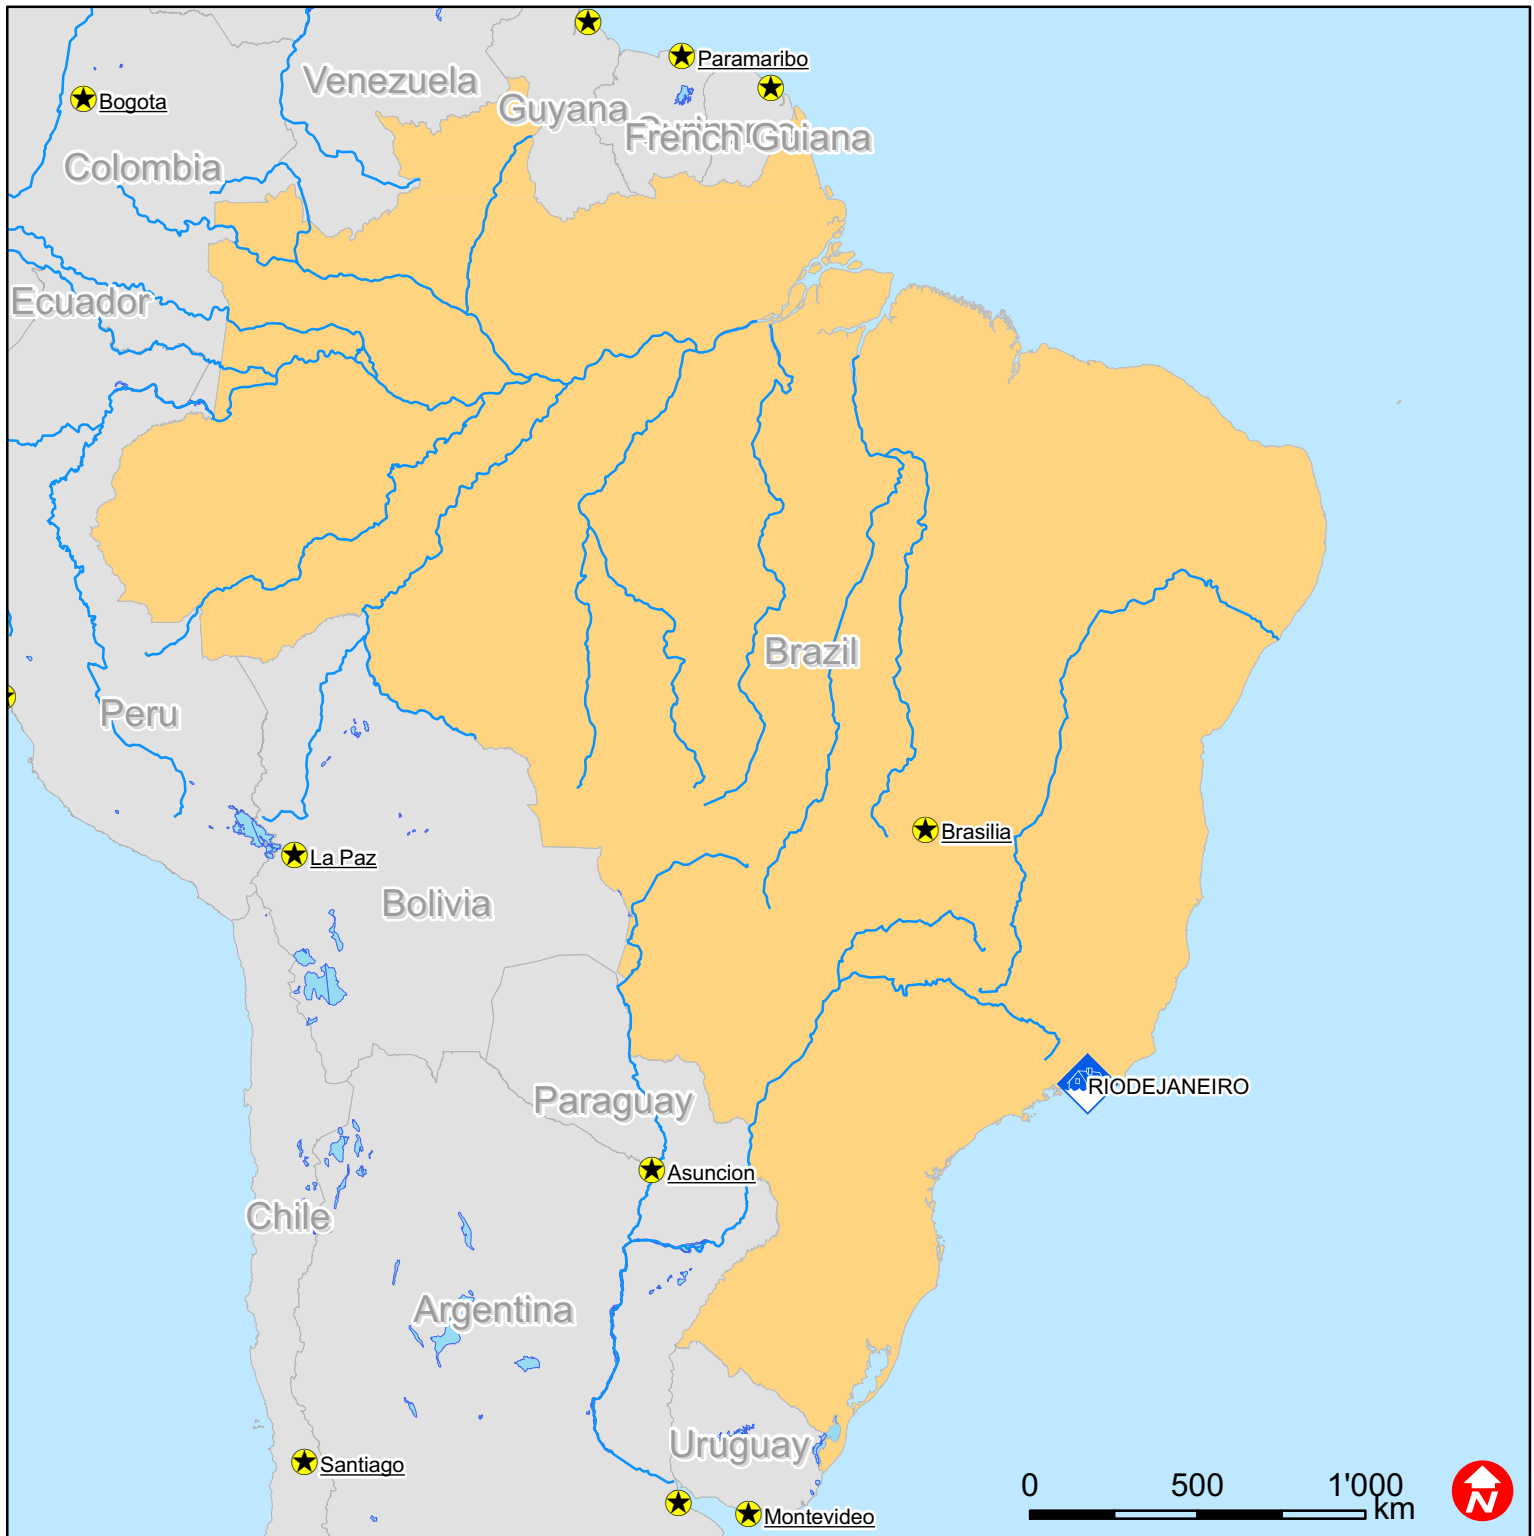 Paramaribo
Venezuela
Bogota
Guyana
French Guiana
Colombia
Ecuador
Brazil
Peru
Brasilia
La Paz
Bolivia
RIODEJANEIRO
Paraguay
Asuncion
Chile
Argentina
Uruguay
Santiago
0 500 1'000
km
N
Montevideo